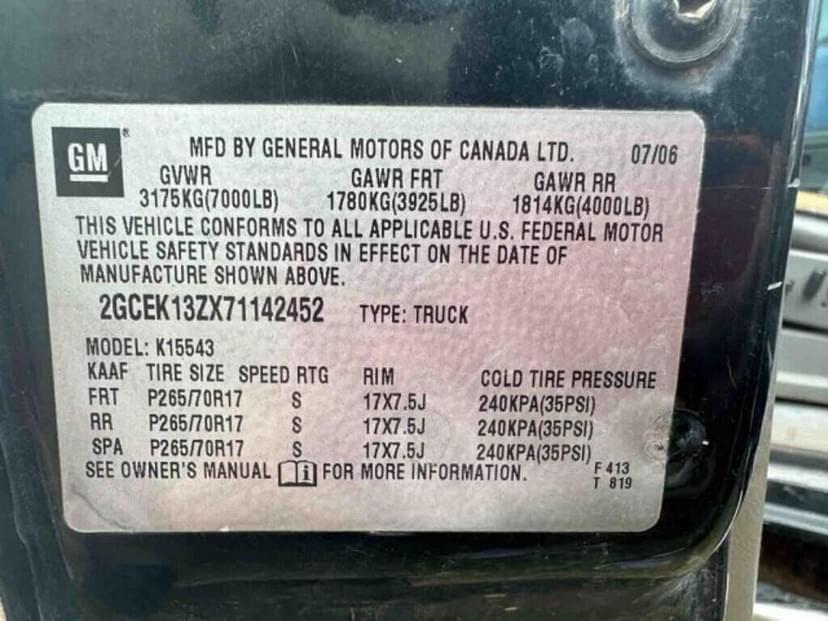 GM® MFD BY GENERAL MOTORS OF CANADA LTD. 07/06
GVWR GAWR FRT GAWR RR
3175KG(7000LB) 1780KG(3925LB) 1814KG(4000LB)
THIS VEHICLE CONFORMS TO ALL APPLICABLE U.S. FEDERAL MOTOR
VEHICLE SAFETY STANDARDS IN EFFECT ON THE DATE OF
MANUFACTURE SHOWN ABOVE.
2GCEK13ZX71142452 TYPE: TRUCK
MODEL: K15543
KAAF TIRE SIZE SPEED RTG RIM COLD TIRE PRESSURE
FRT P265/70R17 S 17X7.5J 240KPA(35PSI)
RR P265/70R17 S 17X7.5J 240KPA(35PSI)
SPA P265/70R17 S 17X7.5J 240KPA(35PSI)
SEE OWNER'S MANUAL i FOR MORE INFORMATION. F 413
T 819